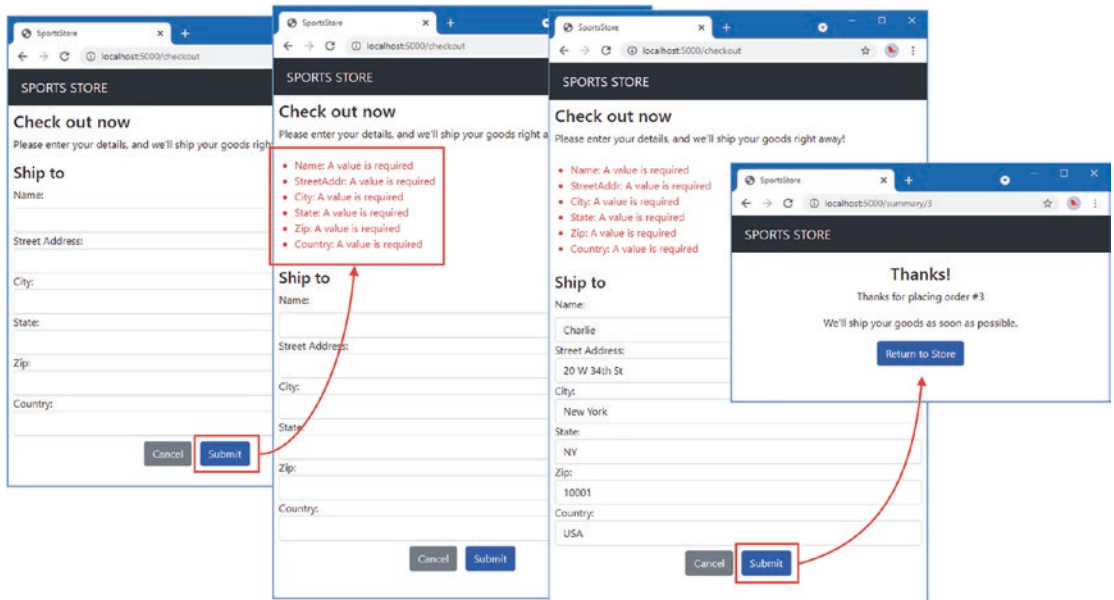 SportsStore
localhost:5000/checkout
SPORTS STORE
Check out now
Please enter your details, and we'll ship your goods righ
Ship to
Name:
Street Address:
City:
State:
Zip:
Country:
Cancel
Submit
SportsStore
localhost:5000/checkout
SPORTS STORE
Check out now
Please enter your details, and we'll ship your goods right a
• Name: A value is required
• StreetAddr: A value is required
• City: A value is required
• State: A value is required
• Zip: A value is required
• Country: A value is required
Ship to
Name:
Street Address:
City:
State:
Zip:
Country:
Cancel
Submit
SportsStore
localhost:5000/checkout
SPORTS STORE
Check out now
Please enter your details, and we'll ship your goods right away!
• Name: A value is required
• StreetAddr: A value is required
• City: A value is required
• State: A value is required
• Zip: A value is required
• Country: A value is required
Ship to
Name:
Charlie
Street Address:
20 W 34th St
City:
New York
State:
NY
Zip:
10001
Country:
USA
Cancel
Submit
SportsStore
localhost:5000/summary/3
SPORTS STORE
Thanks!
Thanks for placing order #3
We'll ship your goods as soon as possible.
Return to Store